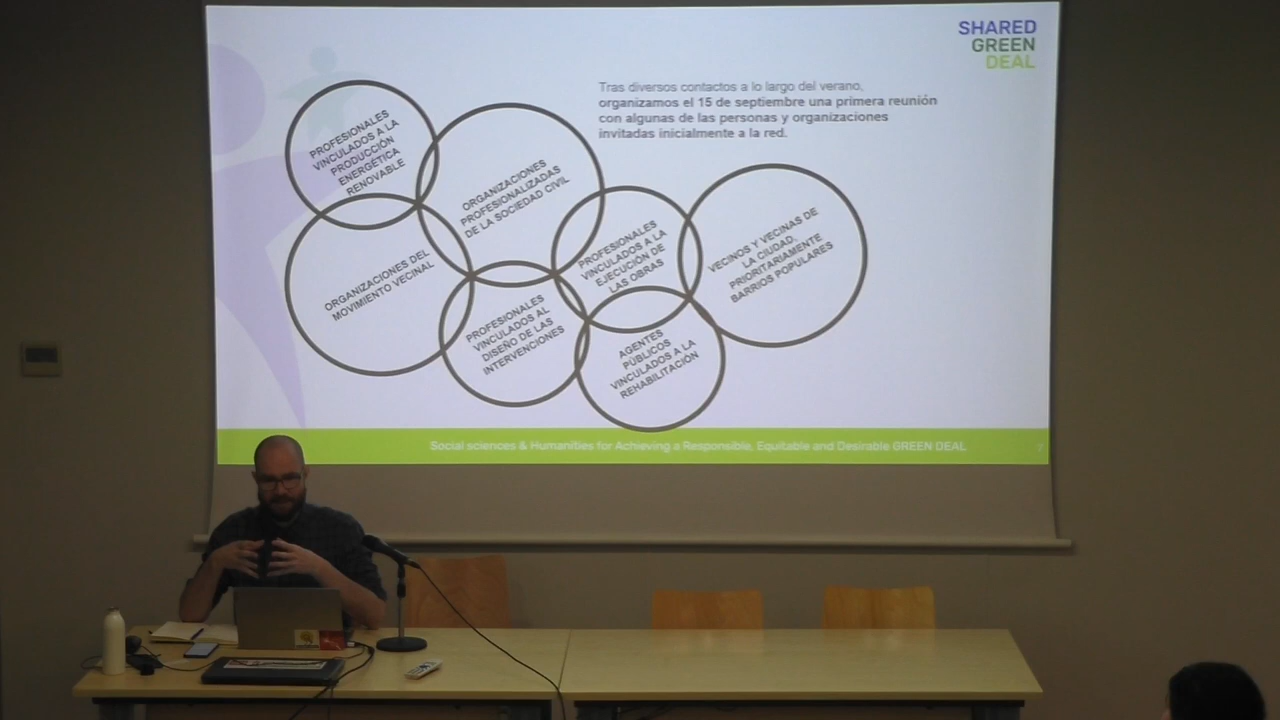 SHARED
GREEN
DEAL
Tras diversos contactos a lo largo del verano,
organizamos el 15 de septiembre una primera reunión
con algunas de las personas y organizaciones
invitadas inicialmente a la red.
PROFESIONALES
VINCULADOS A LA
PRODUCCIÓN
ENERGÉTICA
RENOVABLE
ORGANIZACIONES
PROFESIONALIZADAS
DE LA SOCIEDAD CIVIL
ORGANIZACIONES DEL
MOVIMIENTO VECINAL
PROFESIONALES
VINCULADOS AL
DISEÑO DE LAS
INTERVENCIONES
PROFESIONALES
VINCULADOS A LA
EJECUCIÓN DE
LAS OBRAS
AGENTES
PÚBLICOS
VINCULADOS A LA
REHABILITACIÓN
VECINOS Y VECINAS DE
LA CIUDAD,
PRIORITARIAMENTE
BARRIOS POPULARES
Social sciences & Humanities for Achieving a Responsible, Equitable and Desirable GREEN DEAL
7